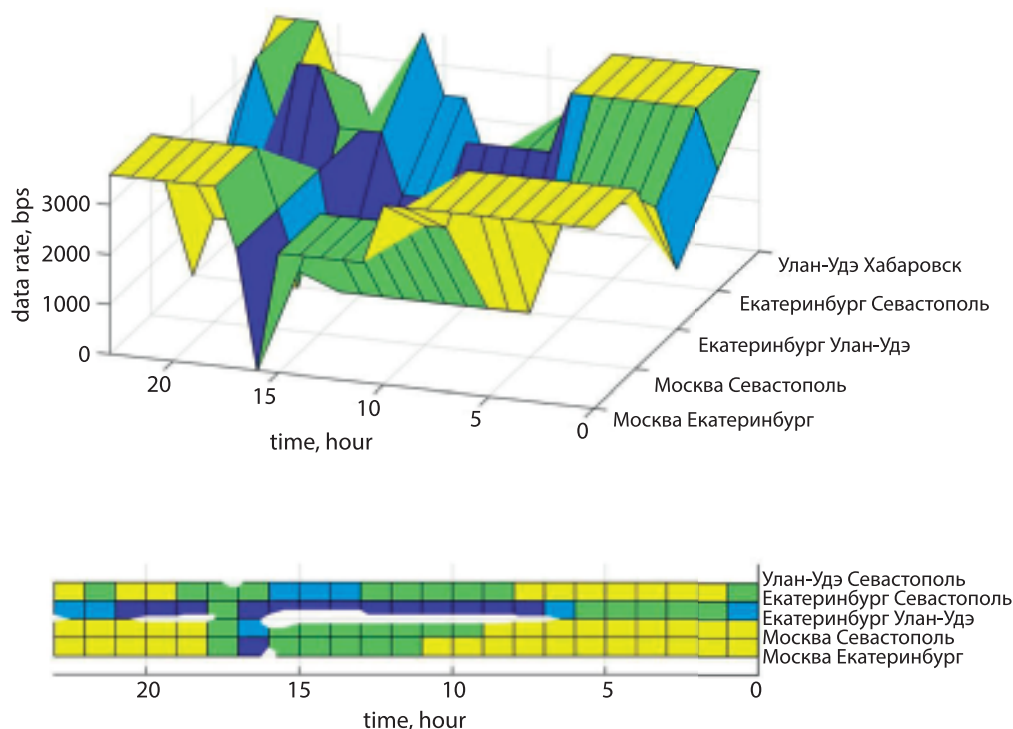 data rate, bps
3000
2000
1000
0
20
15
10
5
0
time, hour
Улан-Удэ Хабаровск
Екатеринбург Севастополь
Екатеринбург Улан-Удэ
Москва Севастополь
Москва Екатеринбург
Улан-Удэ Севастополь
Екатеринбург Севастополь
Екатеринбург Улан-Удэ
Москва Севастополь
Москва Екатеринбург
20
15
10
5
0
time, hour